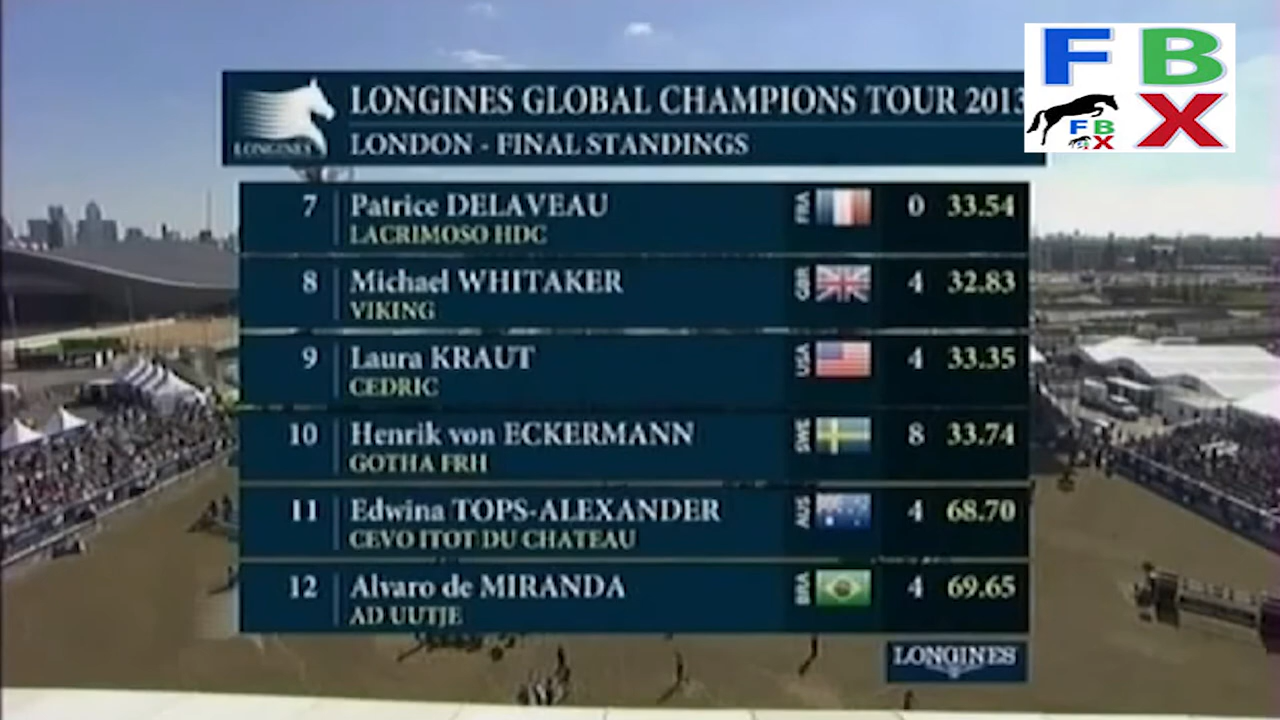 LONGINES GLOBAL CHAMPIONS TOUR 2013
LONGINES
LONDON - FINAL STANDINGS
F B
X
F B
X
7 Patrice DELAVEAU FRA 0 33.54
LACRIMOSO HDC
8 Michael WHITAKER GBR 4 32.83
VIKING
9 Laura KRAUT USA 4 33.35
CEDRIC
10 Henrik von ECKERMANN SWE 8 33.74
GOTHA FRH
11 Edwina TOPS-ALEXANDER AUS 4 68.70
CEVO ITOT DU CHATEAU
12 Alvaro de MIRANDA BRA 4 69.65
AD UUTJE
LONGINES